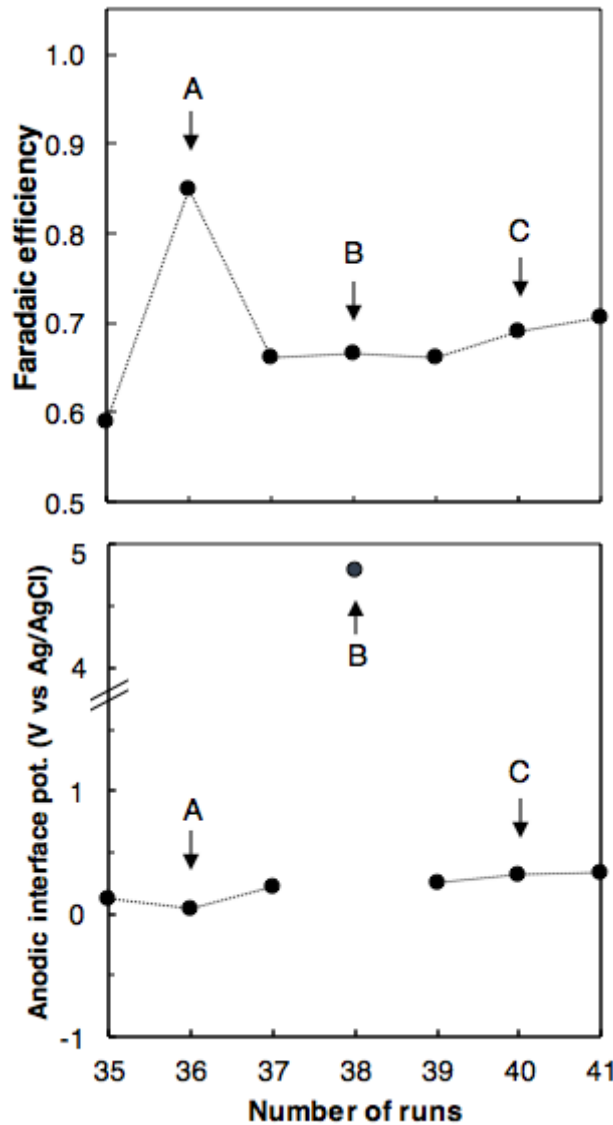 Faradaic efficiency
1.0
0.9
0.8
0.7
0.6
0.5
A
B
C
Anodic interface pot. (V vs Ag/AgCl)
5
4
1
0
-1
B
A
C
35 36 37 38 39 40 41
Number of runs